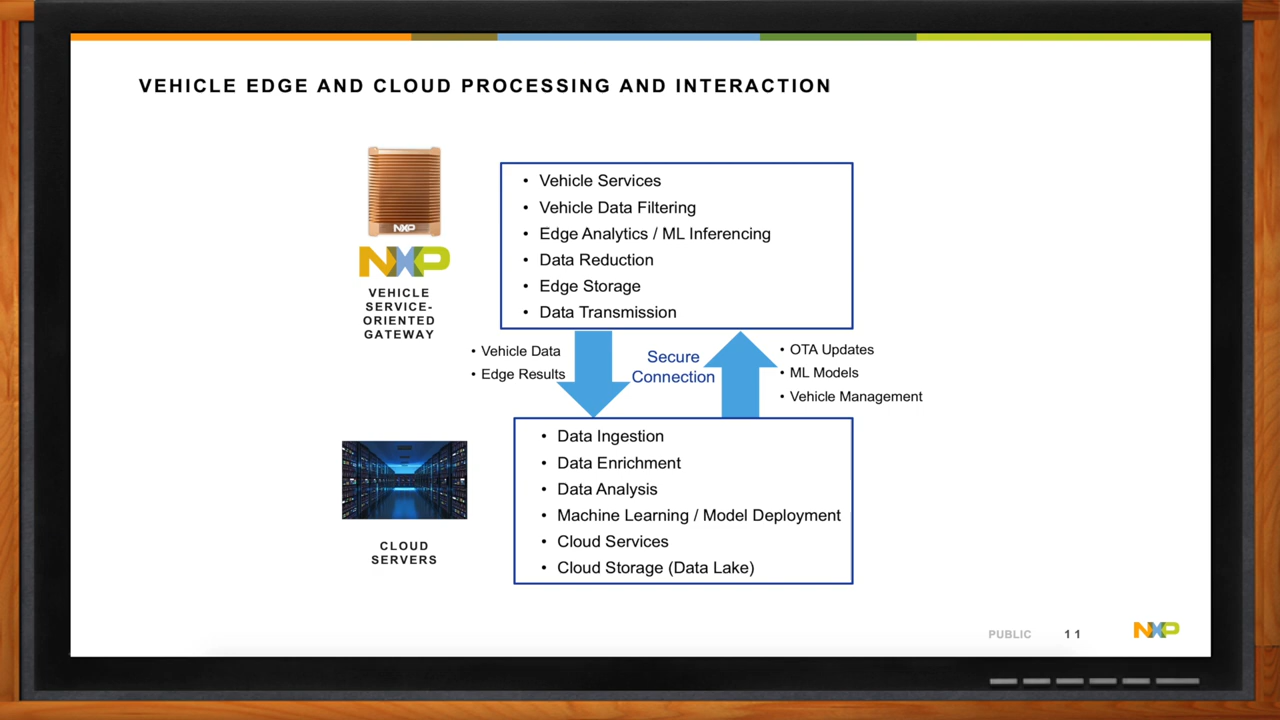 VEHICLE EDGE AND CLOUD PROCESSING AND INTERACTION
NXP
NXP
VEHICLE
SERVICE-
ORIENTED
GATEWAY
• Vehicle Services
• Vehicle Data Filtering
• Edge Analytics / ML Inferencing
• Data Reduction
• Edge Storage
• Data Transmission
• Vehicle Data
• Edge Results
Secure
Connection
• OTA Updates
• ML Models
• Vehicle Management
CLOUD
SERVERS
• Data Ingestion
• Data Enrichment
• Data Analysis
• Machine Learning / Model Deployment
• Cloud Services
• Cloud Storage (Data Lake)
PUBLIC
11
NXP